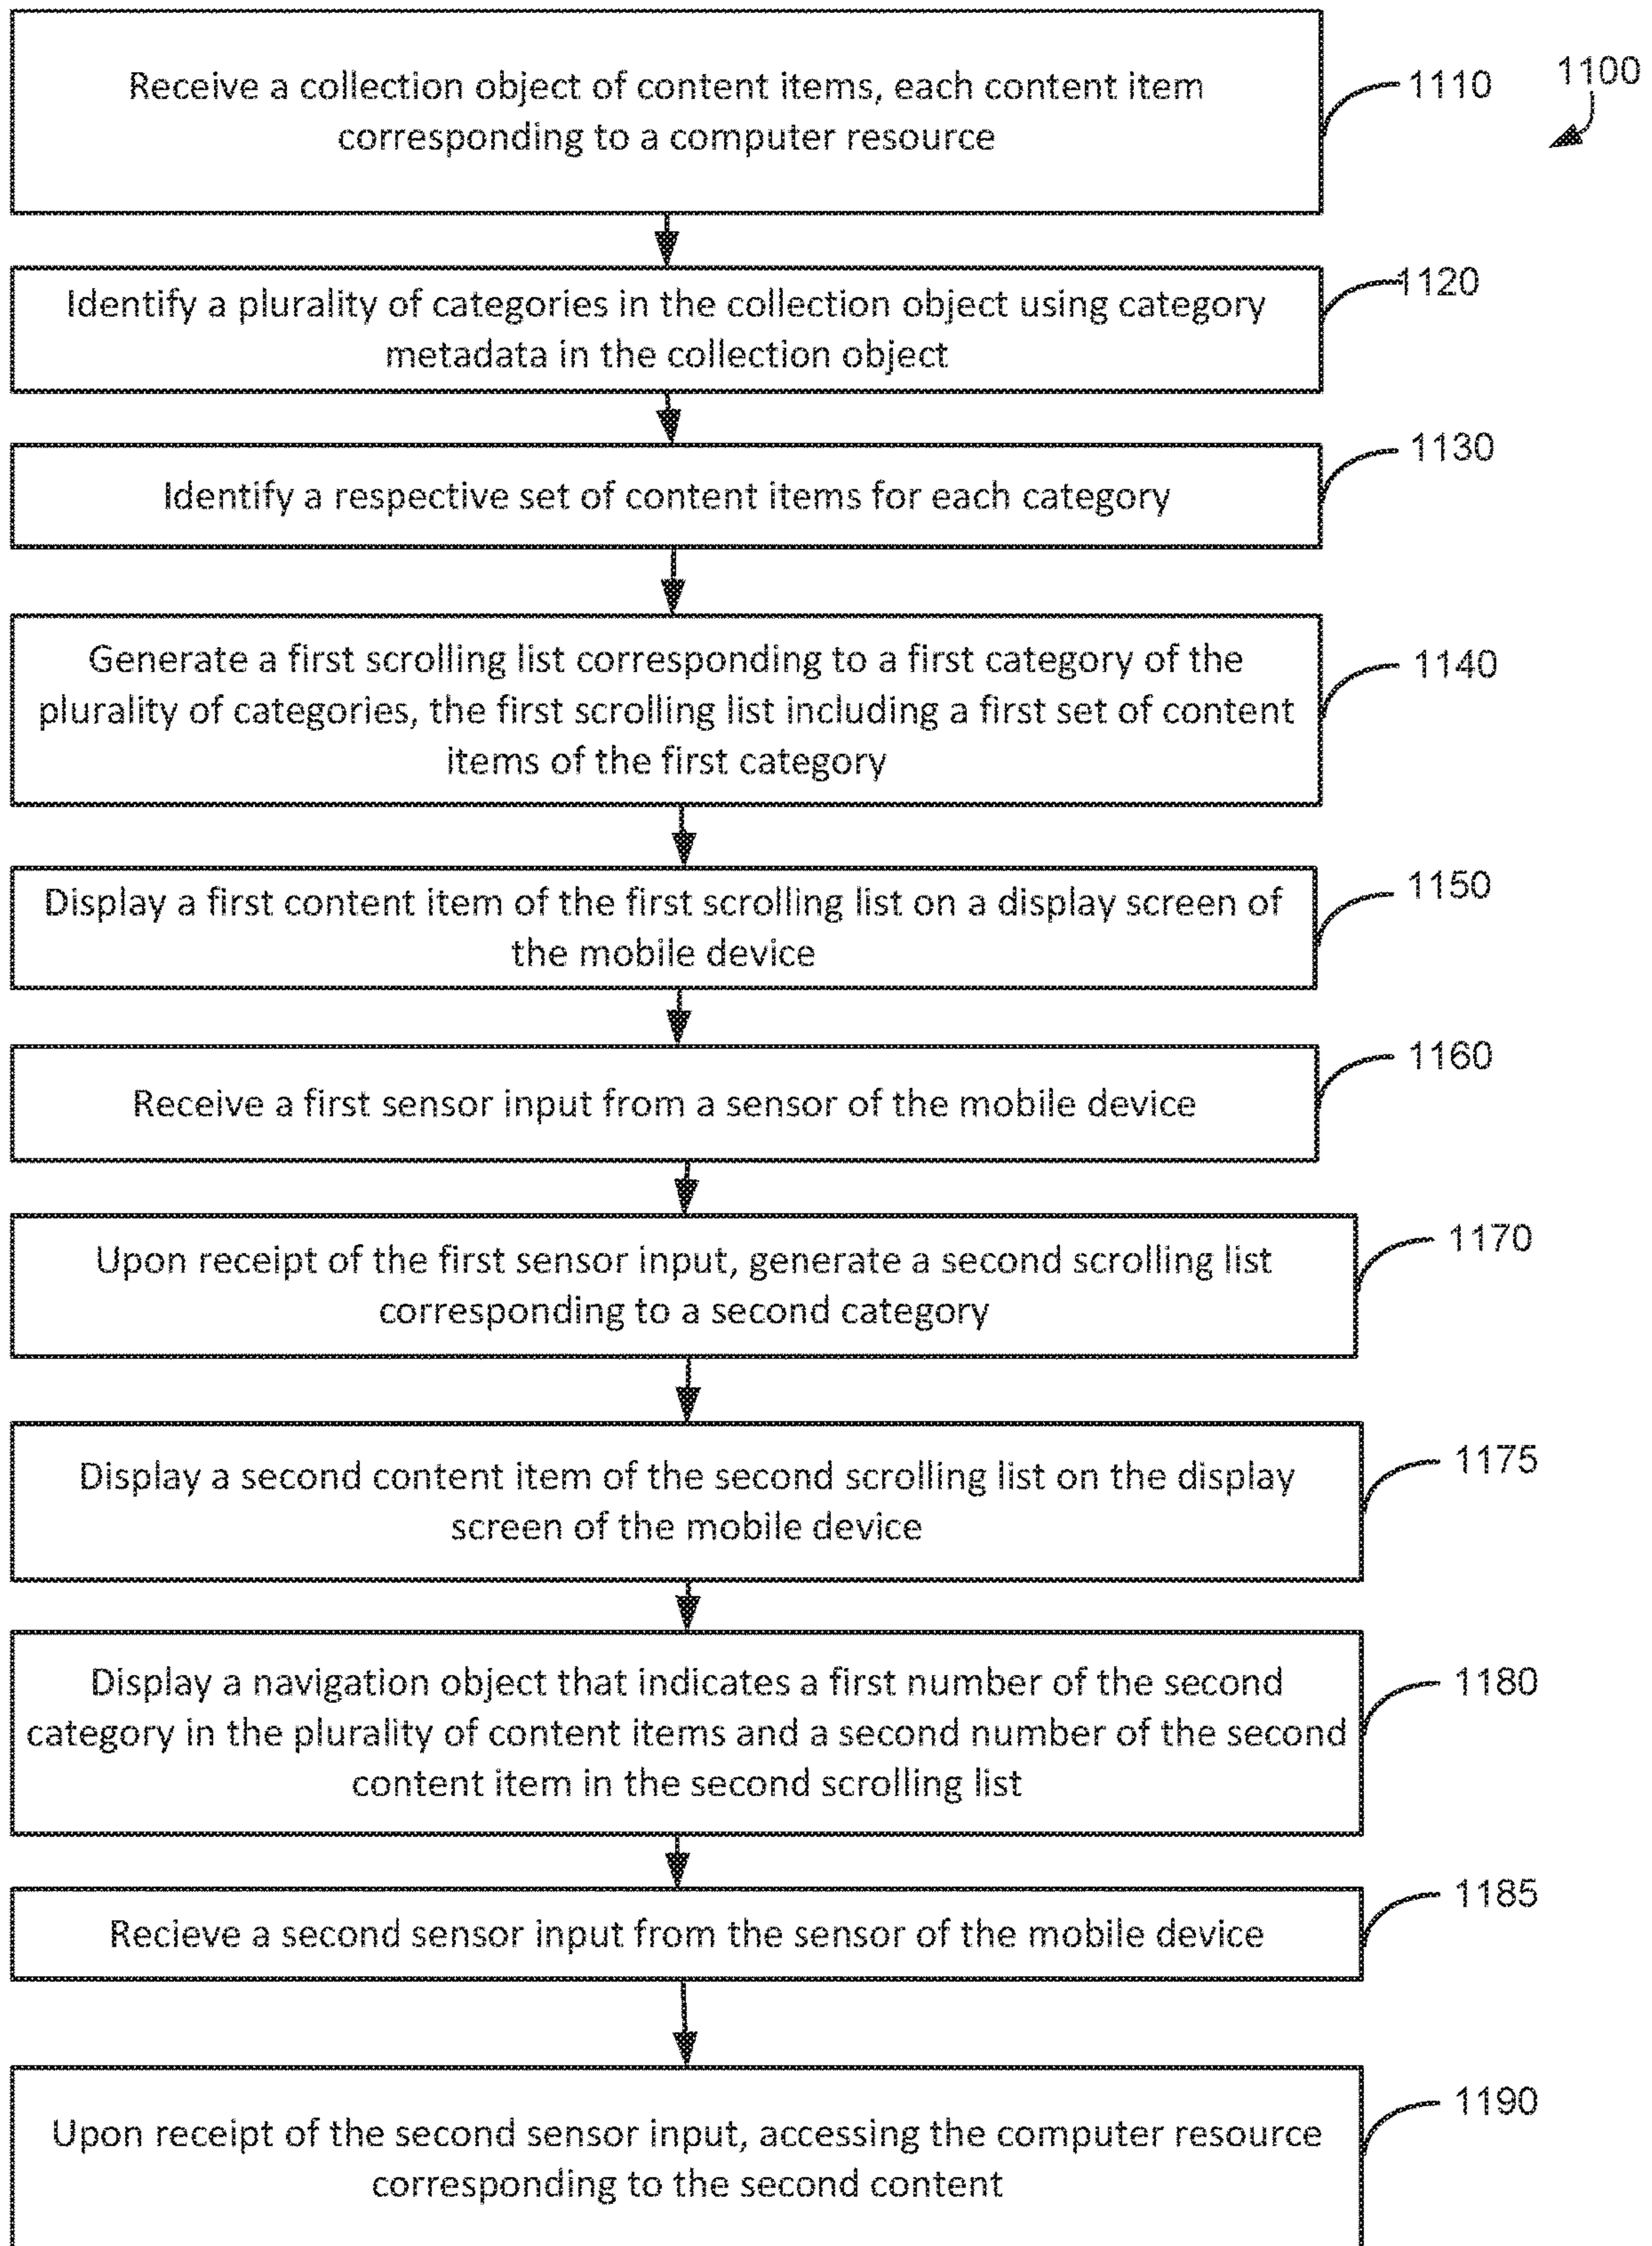 Receive a collection object of content items, each content item
corresponding to a computer resource
1110
1100
Identify a plurality of categories in the collection object using category
metadata in the collection object
1120
Identify a respective set of content items for each category
1130
Generate a first scrolling list corresponding to a first category of the
plurality of categories, the first scrolling list including a first set of content
items of the first category
1140
Display a first content item of the first scrolling list on a display screen of
the mobile device
1150
Receive a first sensor input from a sensor of the mobile device
1160
Upon receipt of the first sensor input, generate a second scrolling list
corresponding to a second category
1170
Display a second content item of the second scrolling list on the display
screen of the mobile device
1175
Display a navigation object that indicates a first number of the second
category in the plurality of content items and a second number of the second
content item in the second scrolling list
1180
Recieve a second sensor input from the sensor of the mobile device
1185
Upon receipt of the second sensor input, accessing the computer resource
corresponding to the second content
1190